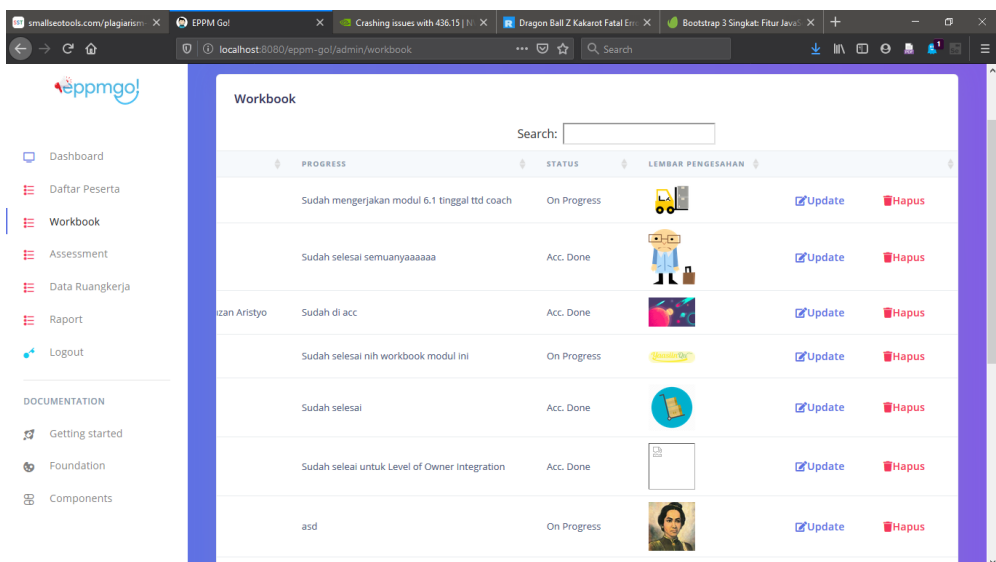 smallseotools.com/plagiarism-
EPPM Go!
Crashing issues with 436.15 | N
Dragon Ball Z Kakarot Fatal Em
Bootstrap 3 Singkat: Fitur JavaS
localhost:8080/eppm-gol/admin/workbook
Search
1
eppmgo!
Dashboard
Daftar Peserta
Workbook
Assessment
Data Ruangkerja
Raport
Logout
DOCUMENTATION
Getting started
Foundation
Components
Workbook
Search:
PROGRESS STATUS LEMBAR PENGESAHAN
Sudah mengerjakan modul 6.1 tinggal ttd coach On Progress Update Hapus
Sudah selesai semuanyaaaaaa Acc. Done Update Hapus
uzan Aristyo Sudah di acc Acc. Done Update Hapus
Sudah selesai nih workbook modul ini On Progress Update Hapus
Sudah selesai Acc. Done Update Hapus
Sudah seleai untuk Level of Owner Integration Acc. Done Update Hapus
asd On Progress Update Hapus